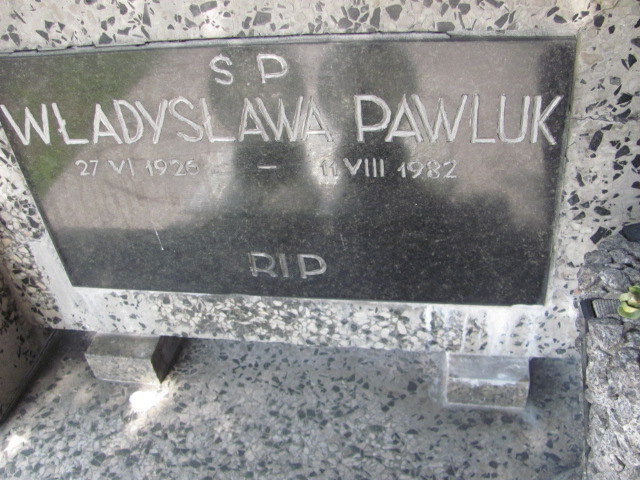 S P
WŁADYSŁAWA PAWLUK
27 VI 1926 – 11 VIII 1982
RIP